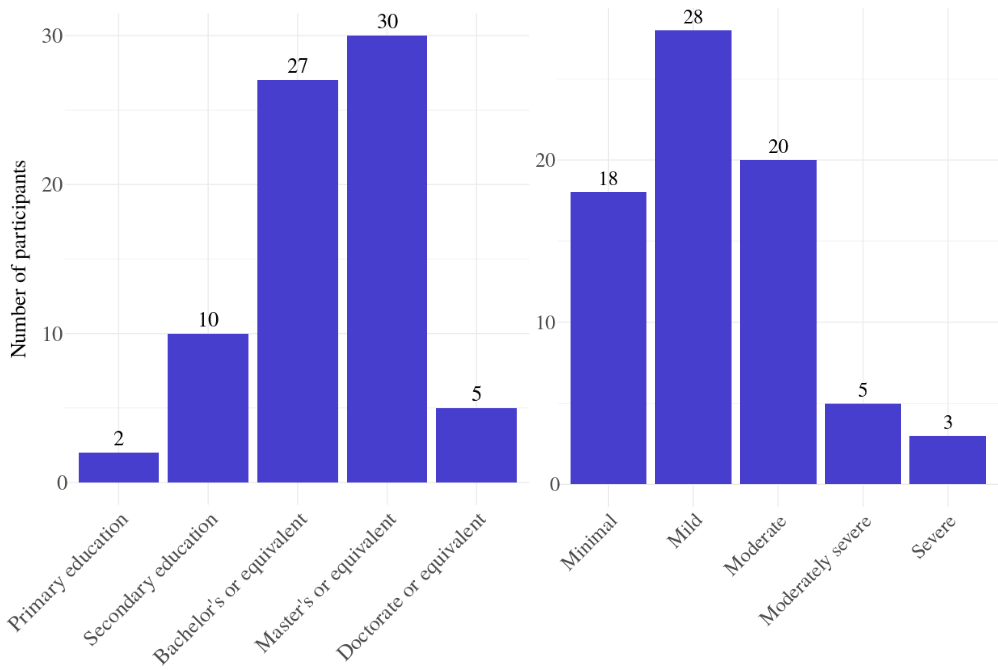 Number of participants
30
20
10
0
2
10
27
30
5
Primary education
Secondary education
Bachelor's or equivalent
Master's or equivalent
Doctorate or equivalent
20
10
0
18
28
20
5
3
Minimal
Mild
Moderate
Moderately severe
Severe